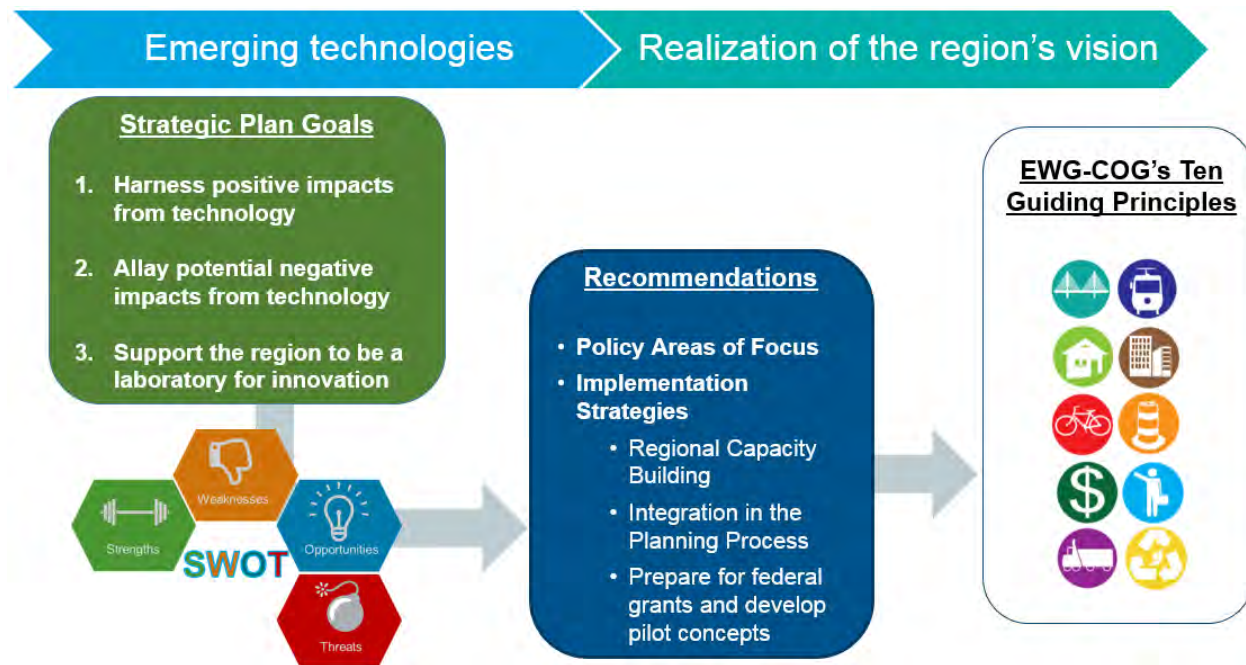 Emerging technologies
Realization of the region's vision
Strategic Plan Goals
1. Harness positive impacts
from technology
2. Allay potential negative
impacts from technology
3. Support the region to be a
laboratory for innovation
Weaknesses
Strengths
SWOT
Opportunities
Threats
Recommendations
• Policy Areas of Focus
• Implementation
Strategies
• Regional Capacity
Building
• Integration in the
Planning Process
• Prepare for federal
grants and develop
pilot concepts
EWG-COG's Ten
Guiding Principles
$